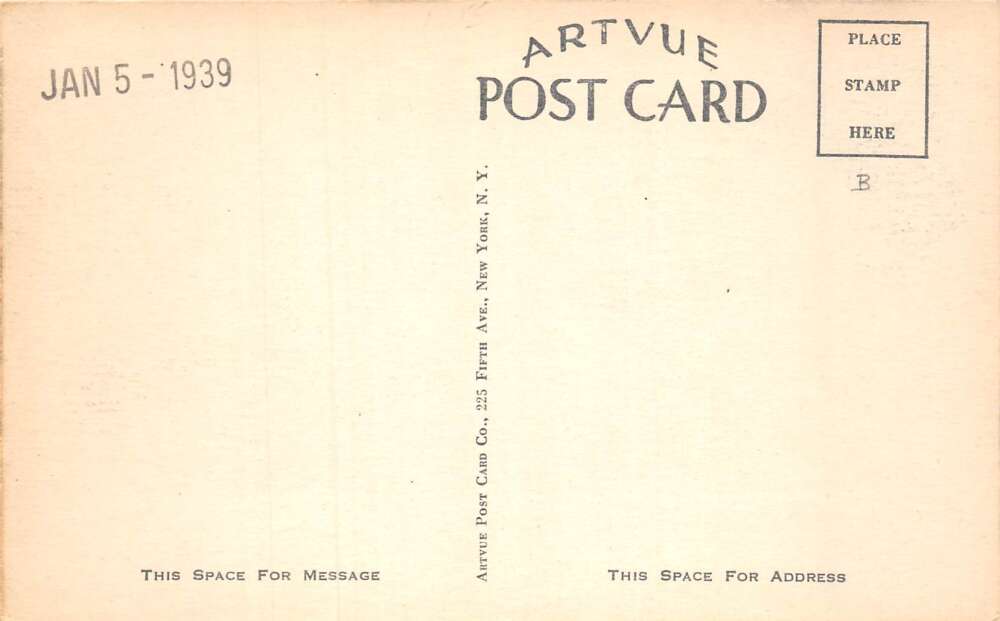 JAN 5 - 1939
ARTVUE
POST CARD
PLACE
STAMP
HERE
B
ARTVUE POST CARD CO., 225 FIFTH AVE., NEW YORK, N. Y.
THIS SPACE FOR MESSAGE
THIS SPACE FOR ADDRESS